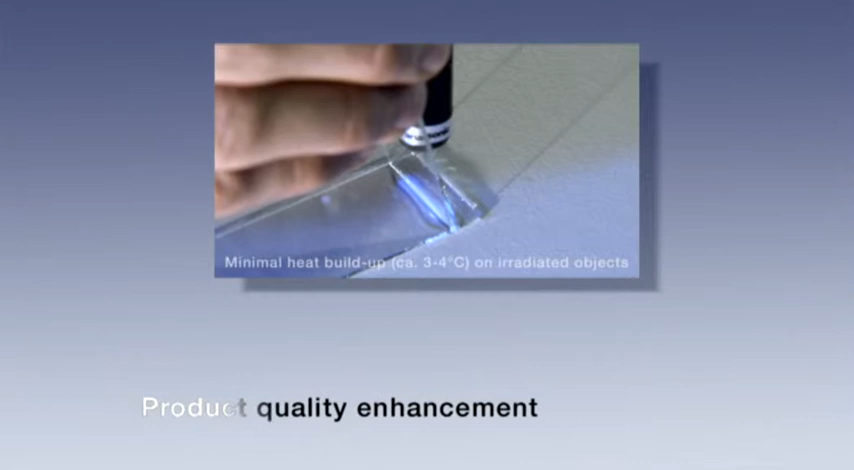 Minimal heat build-up (ca. 3-4°C) on irradiated objects
Product quality enhancement